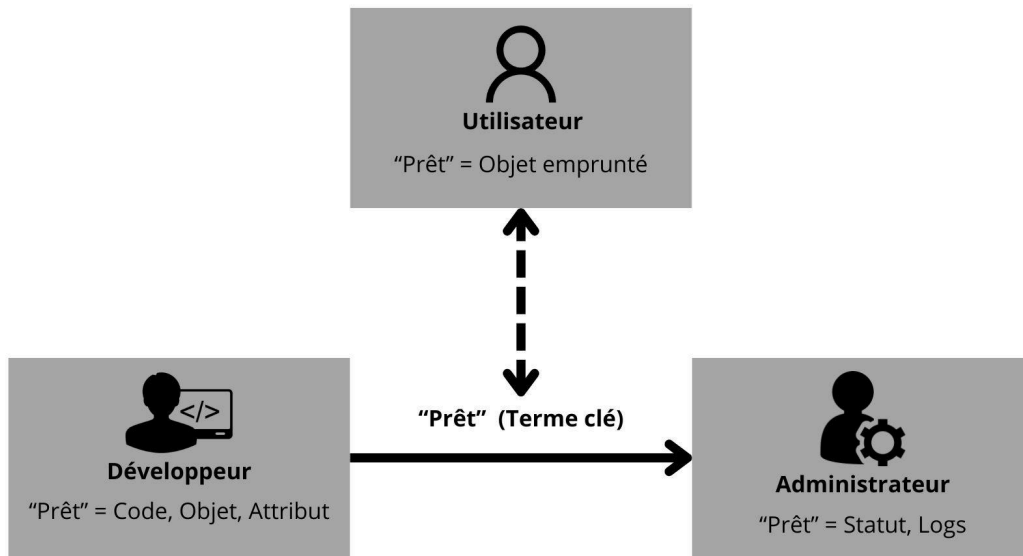 Utilisateur
“Prêt” = Objet emprunté
“Prêt” (Terme clé)
</>
Développeur
“Prêt” = Code, Objet, Attribut
Administrateur
“Prêt” = Statut, Logs